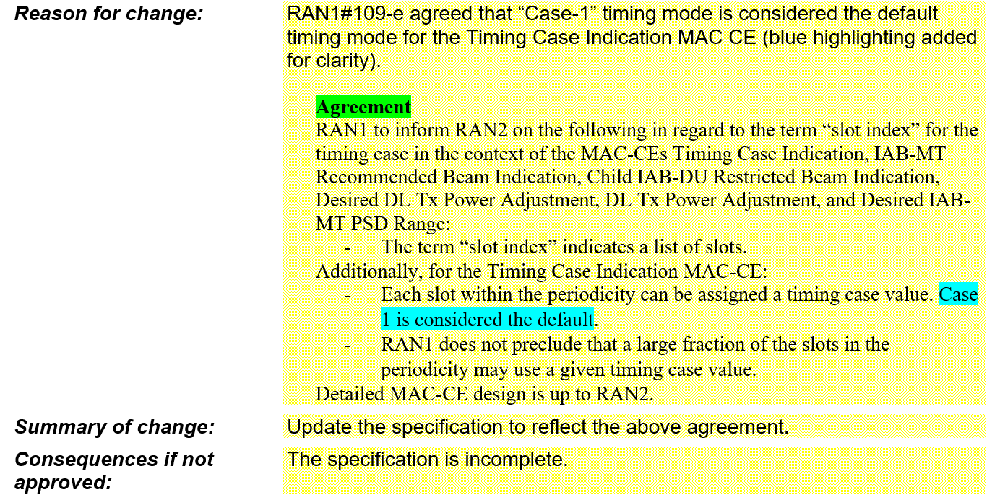 Reason for change:
RAN1#109-e agreed that “Case-1” timing mode is considered the default
timing mode for the Timing Case Indication MAC CE (blue highlighting added
for clarity).
Agreement
RAN1 to inform RAN2 on the following in regard to the term “slot index” for the
timing case in the context of the MAC-CEs Timing Case Indication, IAB-MT
Recommended Beam Indication, Child IAB-DU Restricted Beam Indication,
Desired DL Tx Power Adjustment, DL Tx Power Adjustment, and Desired IAB-
MT PSD Range:
- The term “slot index” indicates a list of slots.
Additionally, for the Timing Case Indication MAC-CE:
- Each slot within the periodicity can be assigned a timing case value. Case
1 is considered the default.
- RAN1 does not preclude that a large fraction of the slots in the
periodicity may use a given timing case value.
Detailed MAC-CE design is up to RAN2.
Summary of change:
Update the specification to reflect the above agreement.
Consequences if not
approved:
The specification is incomplete.